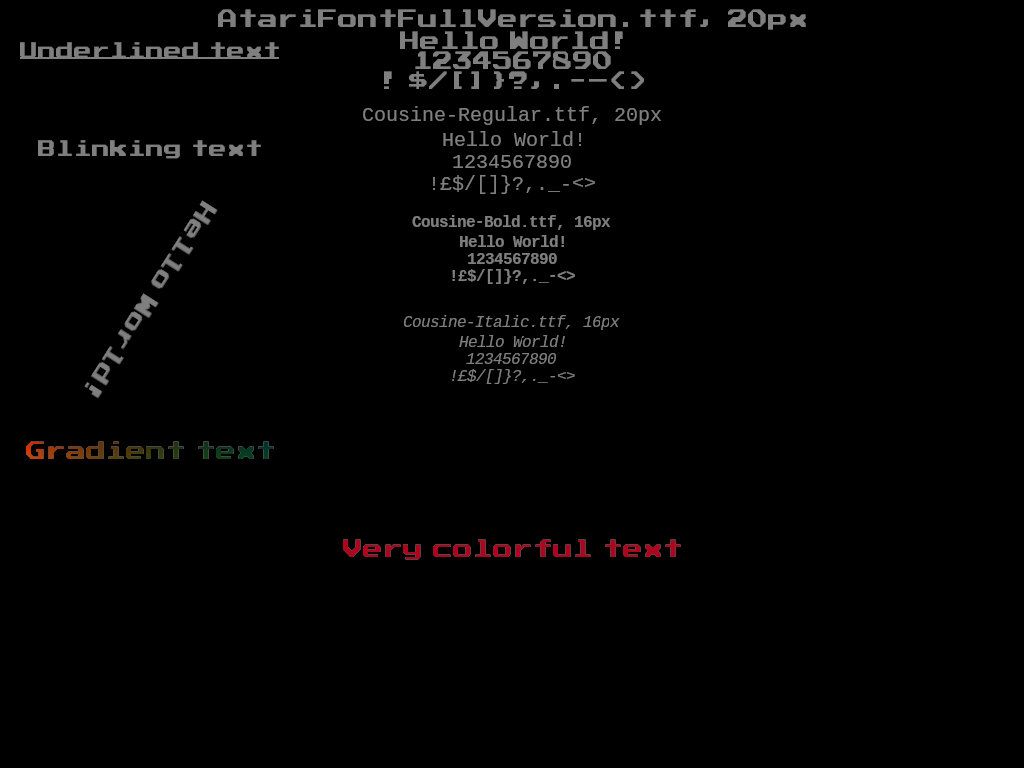 AtariFontFullVersion.ttf, 20px
Hello World!
1234567890
! $/[]}?,.--<>
Underlined text
Cousine-Regular.ttf, 20px
Hello World!
1234567890
!£$/[]}?,._-<>
Blinking text
Hello World!
Cousine-Bold.ttf, 16px
Hello World!
1234567890
!£$/[]}?,._-<>
Cousine-Italic.ttf, 16px
Hello World!
1234567890
!£$/[]}?,._-<>
Gradient text
Very colorful text